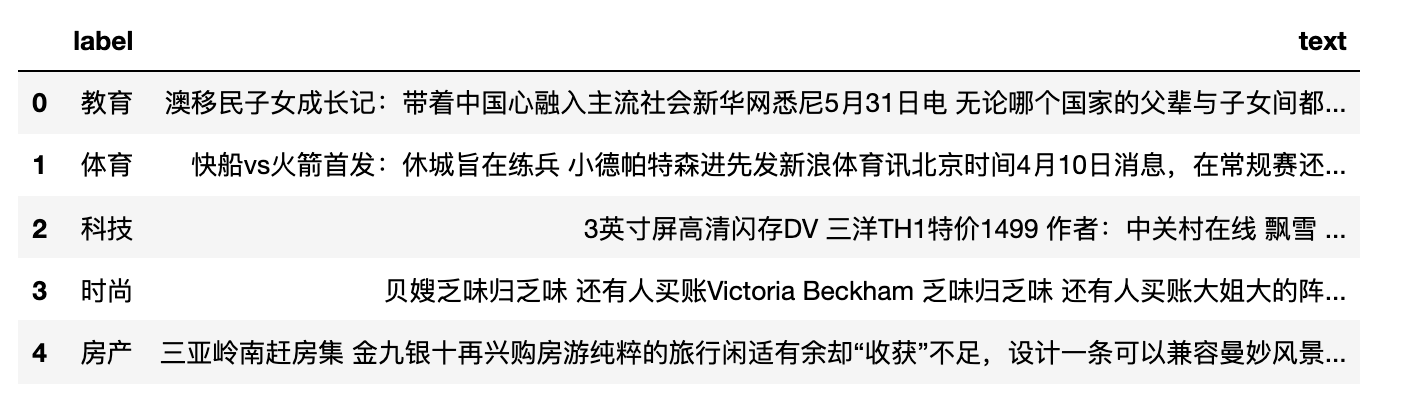 label text
0 教育 澳移民子女成长记：带着中国心融入主流社会新华网悉尼5月31日电 无论哪个国家的父辈与子女间都...
1 体育 快船vs火箭首发：休城旨在练兵 小德帕特森进先发新浪体育讯北京时间4月10日消息，在常规赛还...
2 科技 3英寸屏高清闪存DV 三洋TH1特价1499 作者：中关村在线 飘雪 ...
3 时尚 贝嫂乏味归乏味 还有人买账Victoria Beckham 乏味归乏味 还有人买账大姐大的阵...
4 房产 三亚岭南赶房集 金九银十再兴购房游纯粹的旅行闲适有余却“收获”不足，设计一条可以兼容曼妙风景...